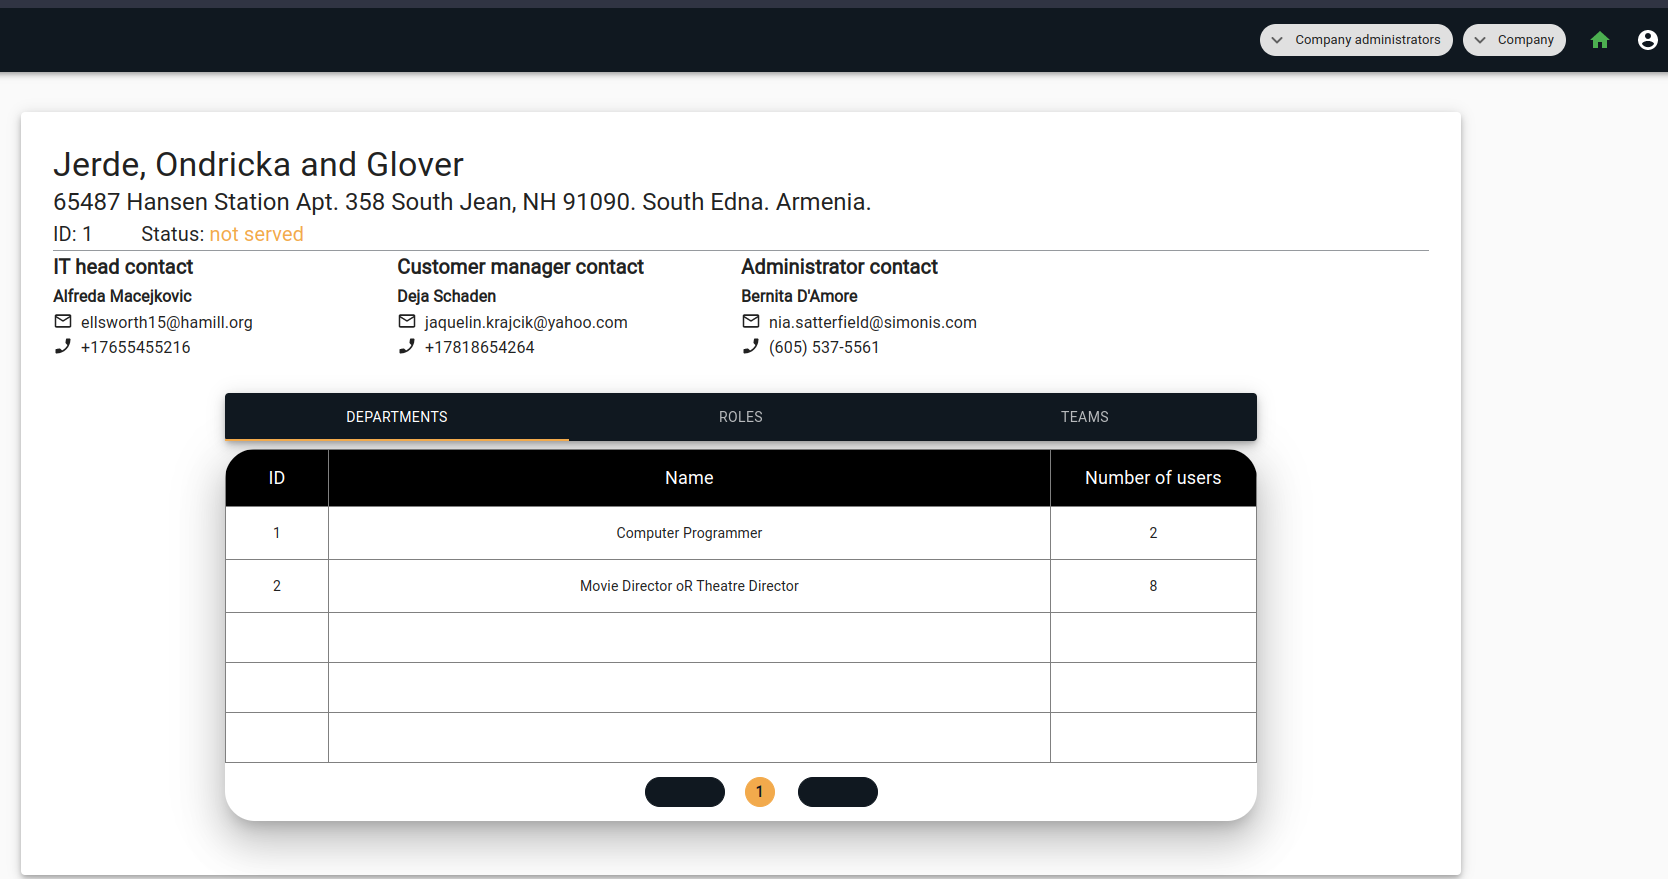 Company administrators Company
Jerde, Ondricka and Glover
65487 Hansen Station Apt. 358 South Jean, NH 91090. South Edna. Armenia.
ID: 1 Status: not served
IT head contact Customer manager contact Administrator contact
Alfreda Macejkovic Deja Schaden Bernita D'Amore
ellsworth15@hamill.org jaquelin.krajcik@yahoo.com nia.satterfield@simonis.com
+17655455216 +17818654264 (605) 537-5561
DEPARTMENTS ROLES TEAMS
ID Name Number of users
1 Computer Programmer 2
2 Movie Director oR Theatre Director 8
1